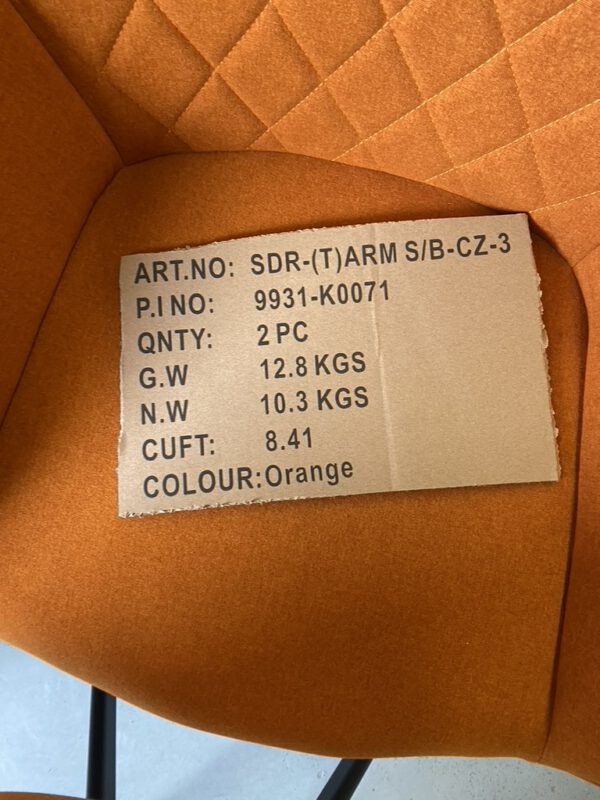 ART.NO: SDR-(T)ARM S/B-CZ-3
P.I NO: 9931-K0071
QNTY: 2 PC
G.W 12.8 KGS
N.W 10.3 KGS
CUFT: 8.41
COLOUR:Orange